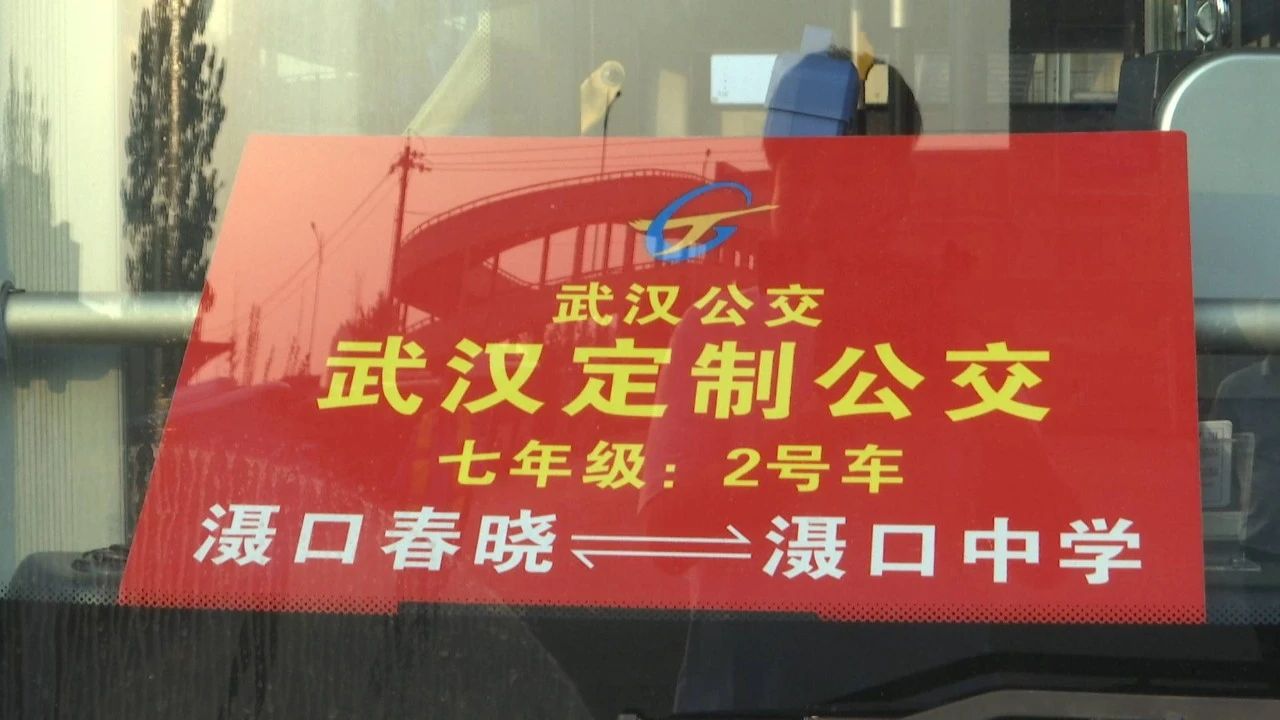 武汉公交
武汉定制公交
七年级：2号车
滠口春晓⇌滠口中学